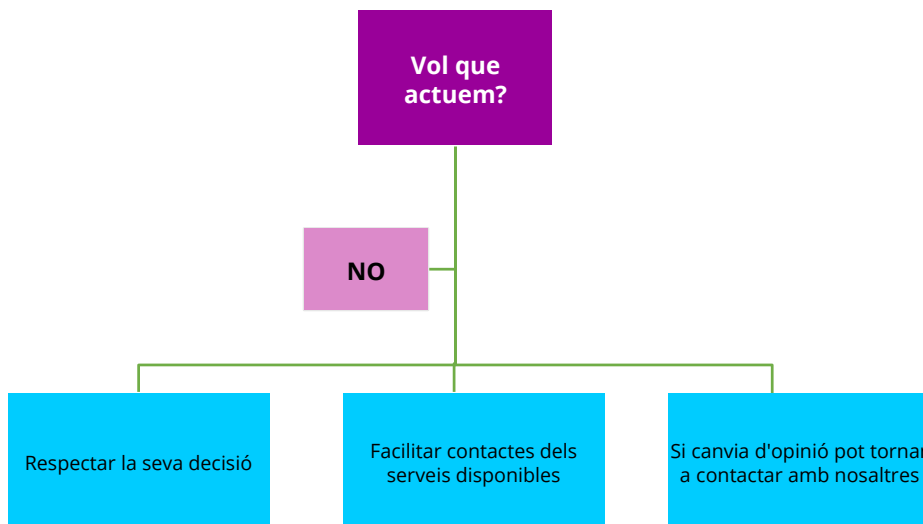 Vol que
actuem?
NO
Respectar la seva decisió
Facilitar contactes dels
serveis disponibles
Si canvia d'opinió pot tornar
a contactar amb nosaltres